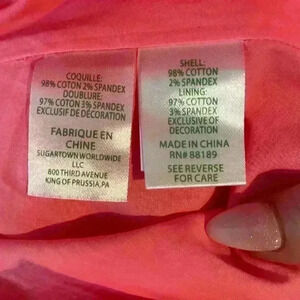 COQUILLE:
98% COTON 2% SPANDEX
DOUBLURE:
97% COTON 3% SPANDEX
EXCLUSIF DE DÉCORATION
FABRIQUE EN
CHINE
SUGARTOWN WORLDWIDE
LLC
800 THIRD AVENUE
KING OF PRUSSIA,PA
SHELL:
98% COTTON
2% SPANDEX
LINING:
97% COTTON
3% SPANDEX
EXCLUSIVE OF
DECORATION
MADE IN CHINA
RN# 88189
SEE REVERSE
FOR CARE